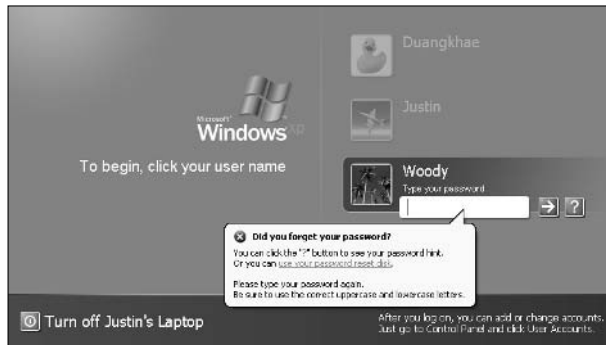 Duangkhae
Justin
Microsoft
Windows xp
To begin, click your user name
Woody
Type your password
Did you forget your password?
You can click the "?" button to see your password hint.
Or you can use your password reset disk.
Please type your password again.
Be sure to use the correct uppercase and lowercase letters.
Turn off Justin's Laptop
After you log on, you can add or change accounts.
Just go to Control Panel and click User Accounts.